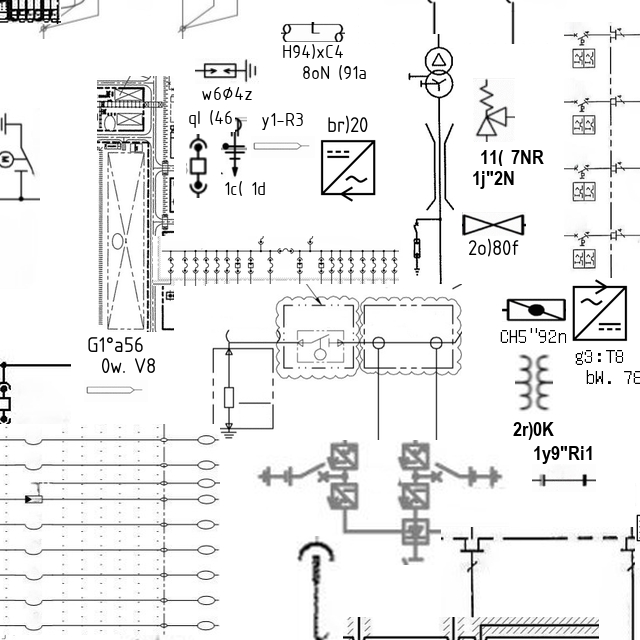 H94)xC4
8oN (91a
w6Ø4z
ql (46
y1-R3
br)20
1c( 1d
11( 7NR
1j"2N
2o)80f
CH5''92n
g3:T8
bW. 78
G1°a56
0w. V8
2r)0K
1y9"Ri1